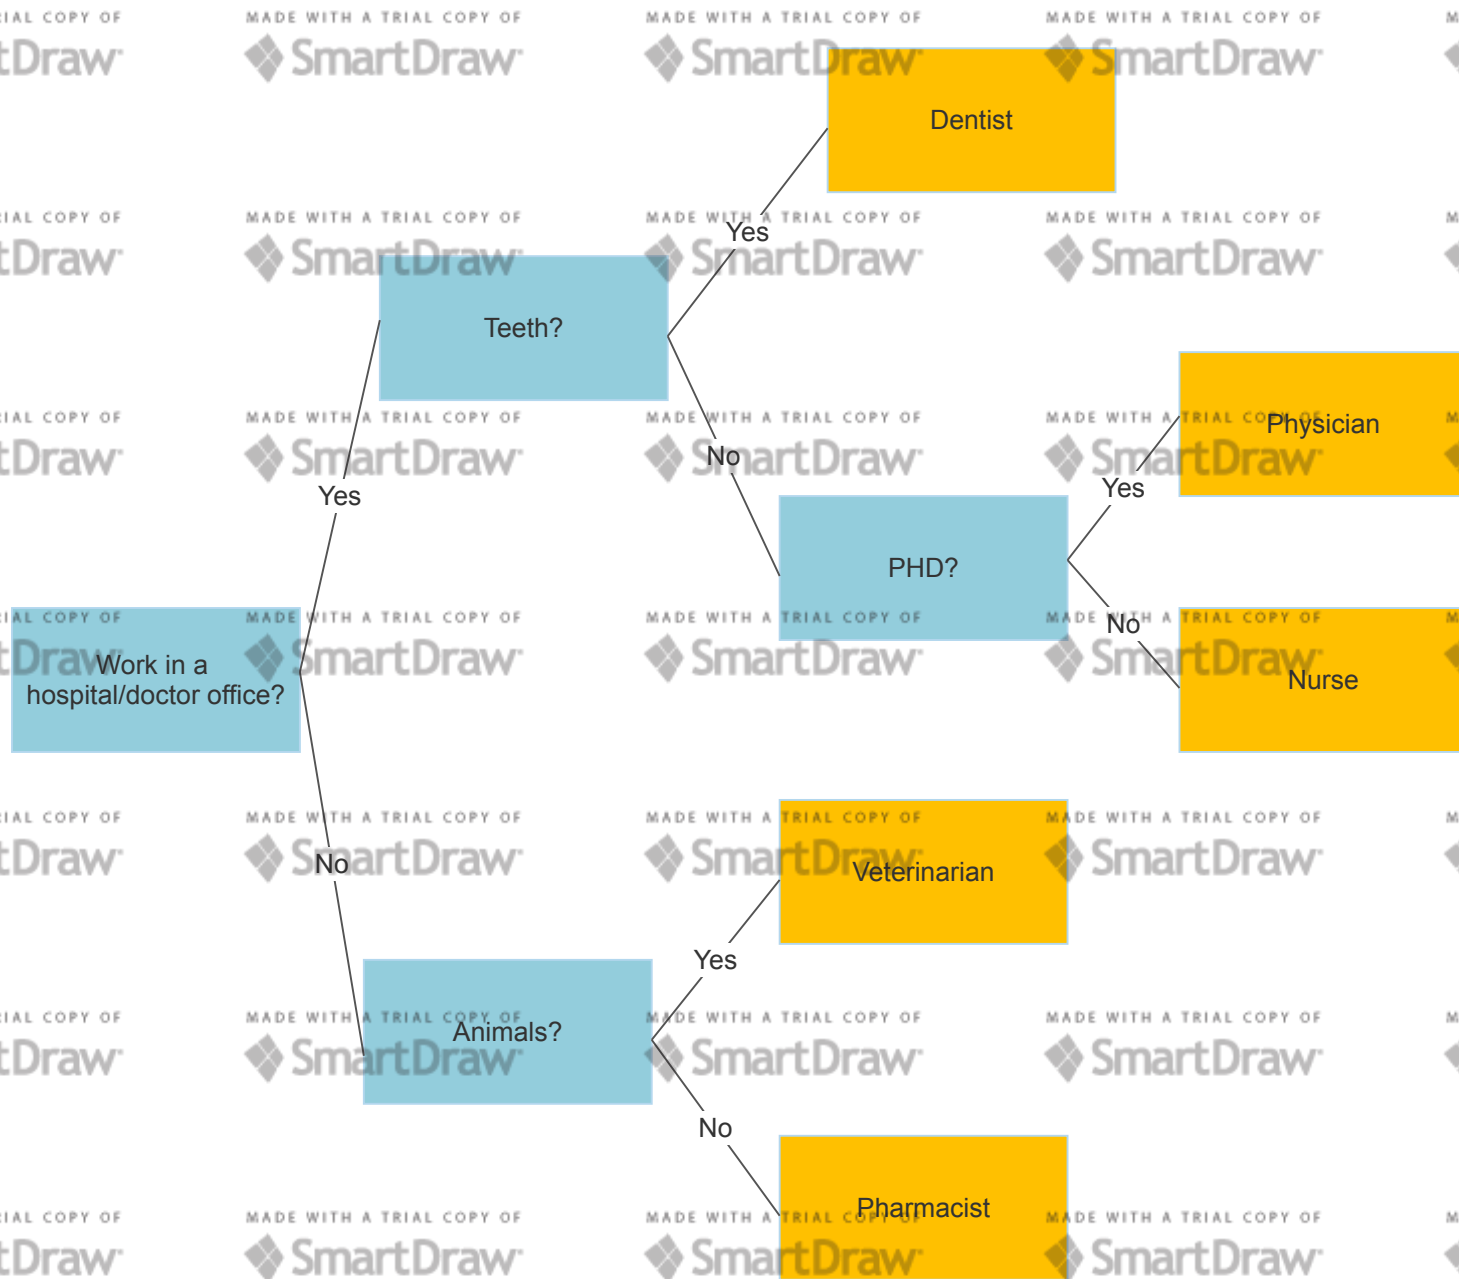 MADE WITH A TRIAL COPY OF
SmartDraw
Dentist
Yes
Teeth?
Physician
No
Yes
Yes
PHD?
No
Work in a
hospital/doctor office?
Nurse
No
Veterinarian
Yes
Animals?
No
Pharmacist